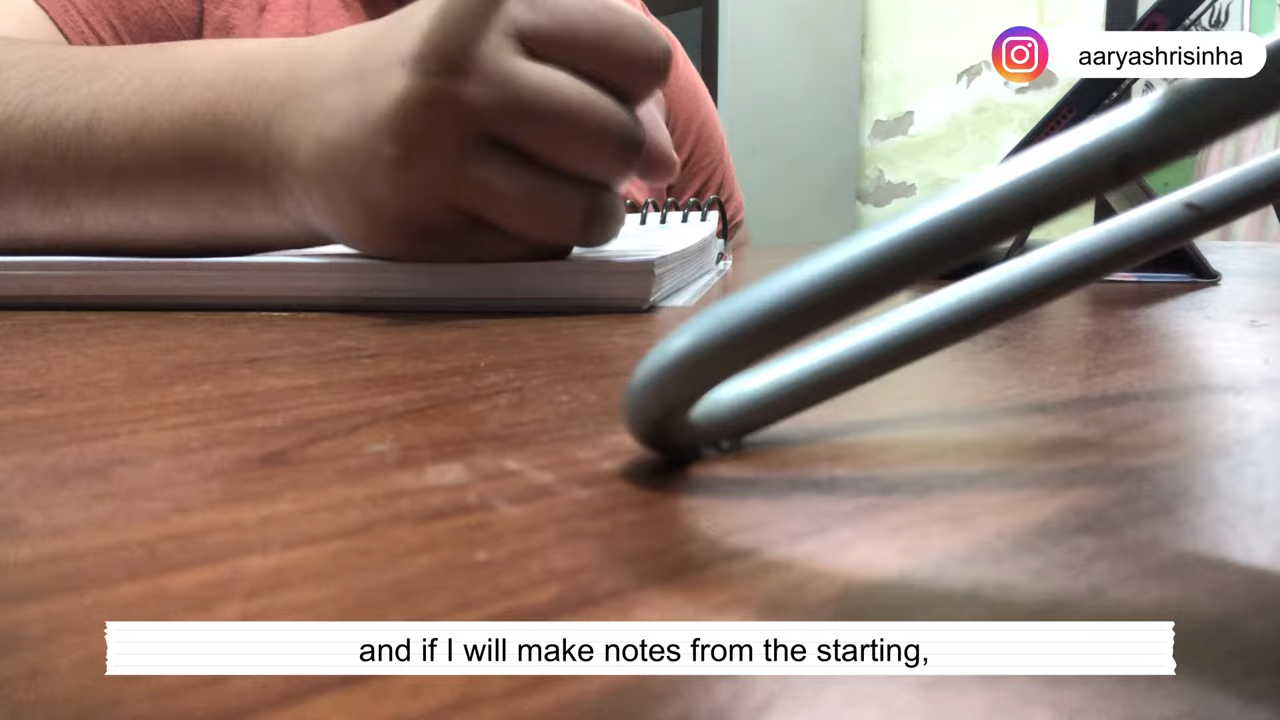 aaryashrisinha
and if I will make notes from the starting,